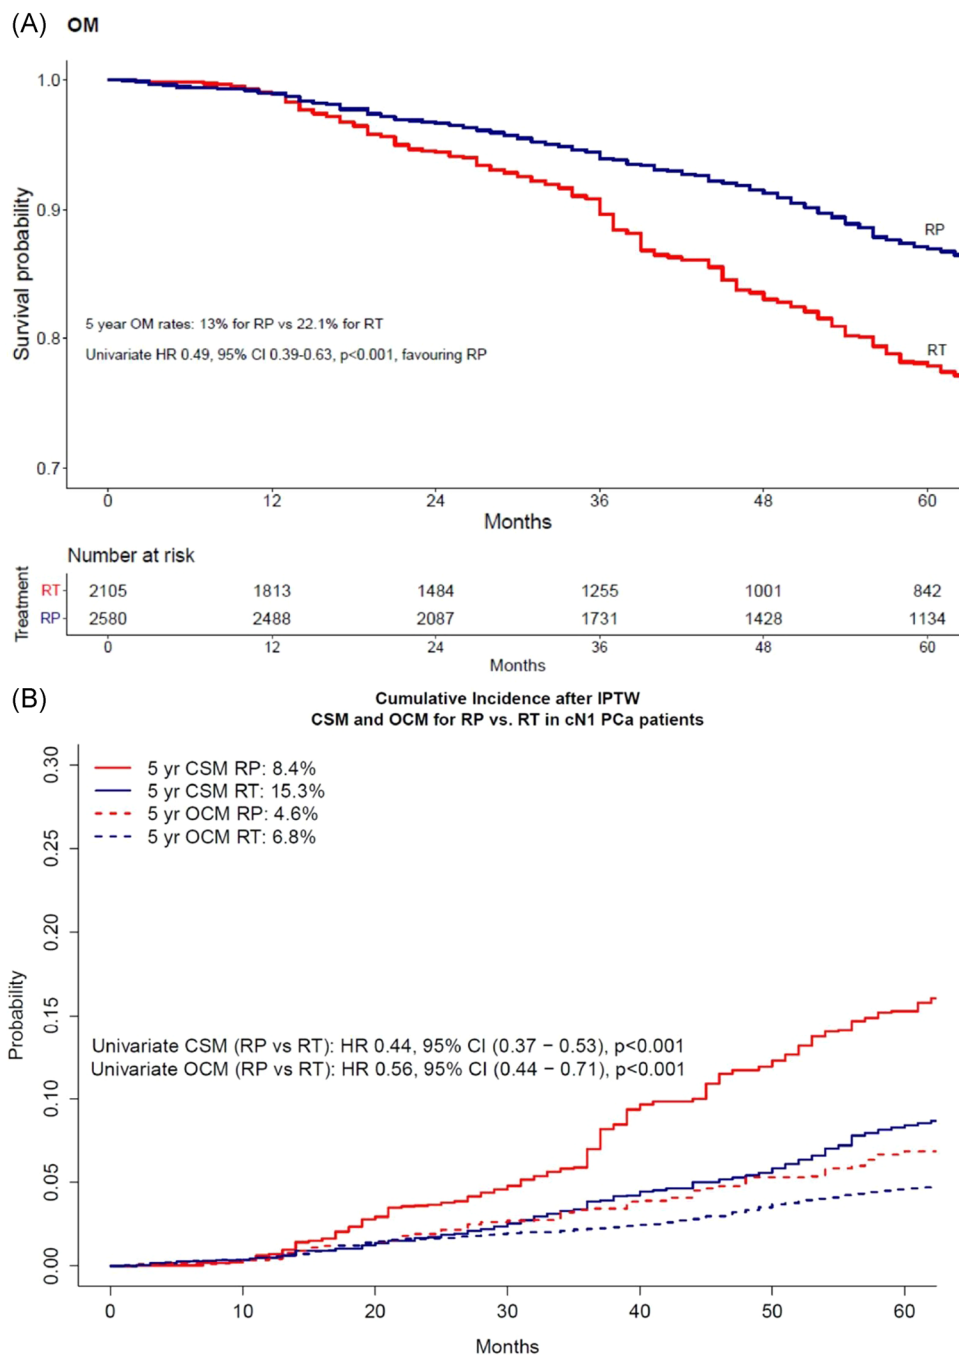 (A) OM
1.0
0.9
0.8
0.7
Survival probability
RP
RT
5 year OM rates: 13% for RP vs 22.1% for RT
Univariate HR 0.49, 95% CI 0.39-0.63, p<0.001, favouring RP
0 12 24 36 48 60
Months
Number at risk
Treatment
RT 2105 1813 1484 1255 1001 842
RP 2580 2488 2087 1731 1428 1134
0 12 24 36 48 60
Months
(B)
Cumulative Incidence after IPTW
CSM and OCM for RP vs. RT in cN1 PCa patients
0.30
0.25
0.20
0.15
0.10
0.05
0.00
Probability
5 yr CSM RP: 8.4%
5 yr CSM RT: 15.3%
5 yr OCM RP: 4.6%
5 yr OCM RT: 6.8%
Univariate CSM (RP vs RT): HR 0.44, 95% CI (0.37 − 0.53), p<0.001
Univariate OCM (RP vs RT): HR 0.56, 95% CI (0.44 − 0.71), p<0.001
0 10 20 30 40 50 60
Months